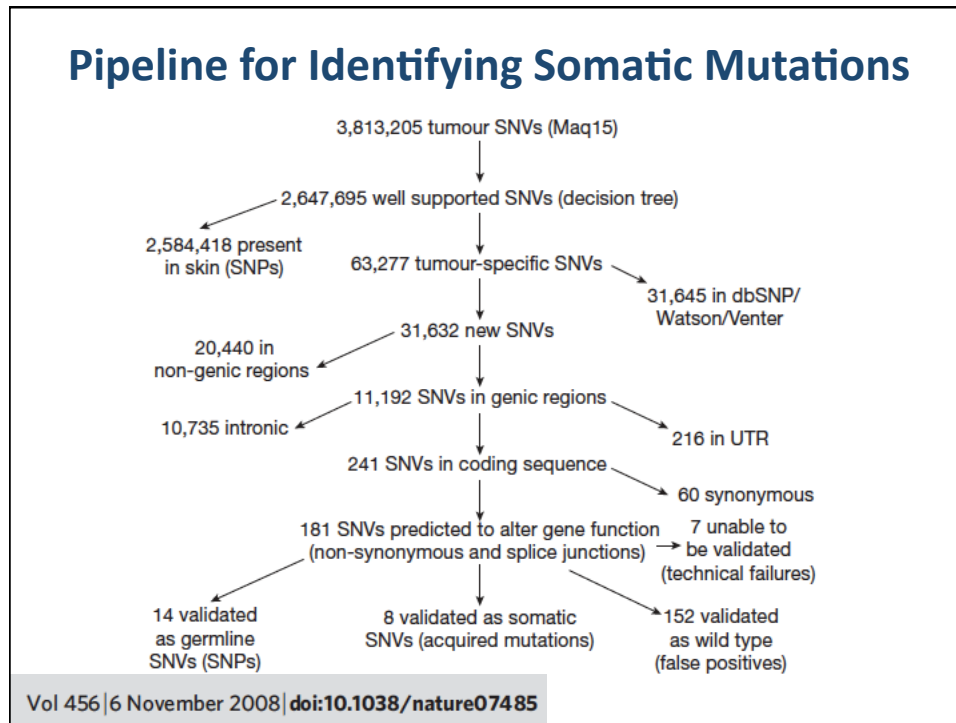 Pipeline for Identifying Somatic Mutations
3,813,205 tumour SNVs (Maq15)
2,647,695 well supported SNVs (decision tree)
2,584,418 present
in skin (SNPs)
63,277 tumour-specific SNVs
31,645 in dbSNP/
Watson/Venter
31,632 new SNVs
20,440 in
non-genic regions
11,192 SNVs in genic regions
10,735 intronic
216 in UTR
241 SNVs in coding sequence
60 synonymous
181 SNVs predicted to alter gene function
(non-synonymous and splice junctions)
7 unable to
be validated
(technical failures)
14 validated
as germline
SNVs (SNPs)
8 validated as somatic
SNVs (acquired mutations)
152 validated
as wild type
(false positives)
Vol 456|6 November 2008|doi:10.1038/nature07485